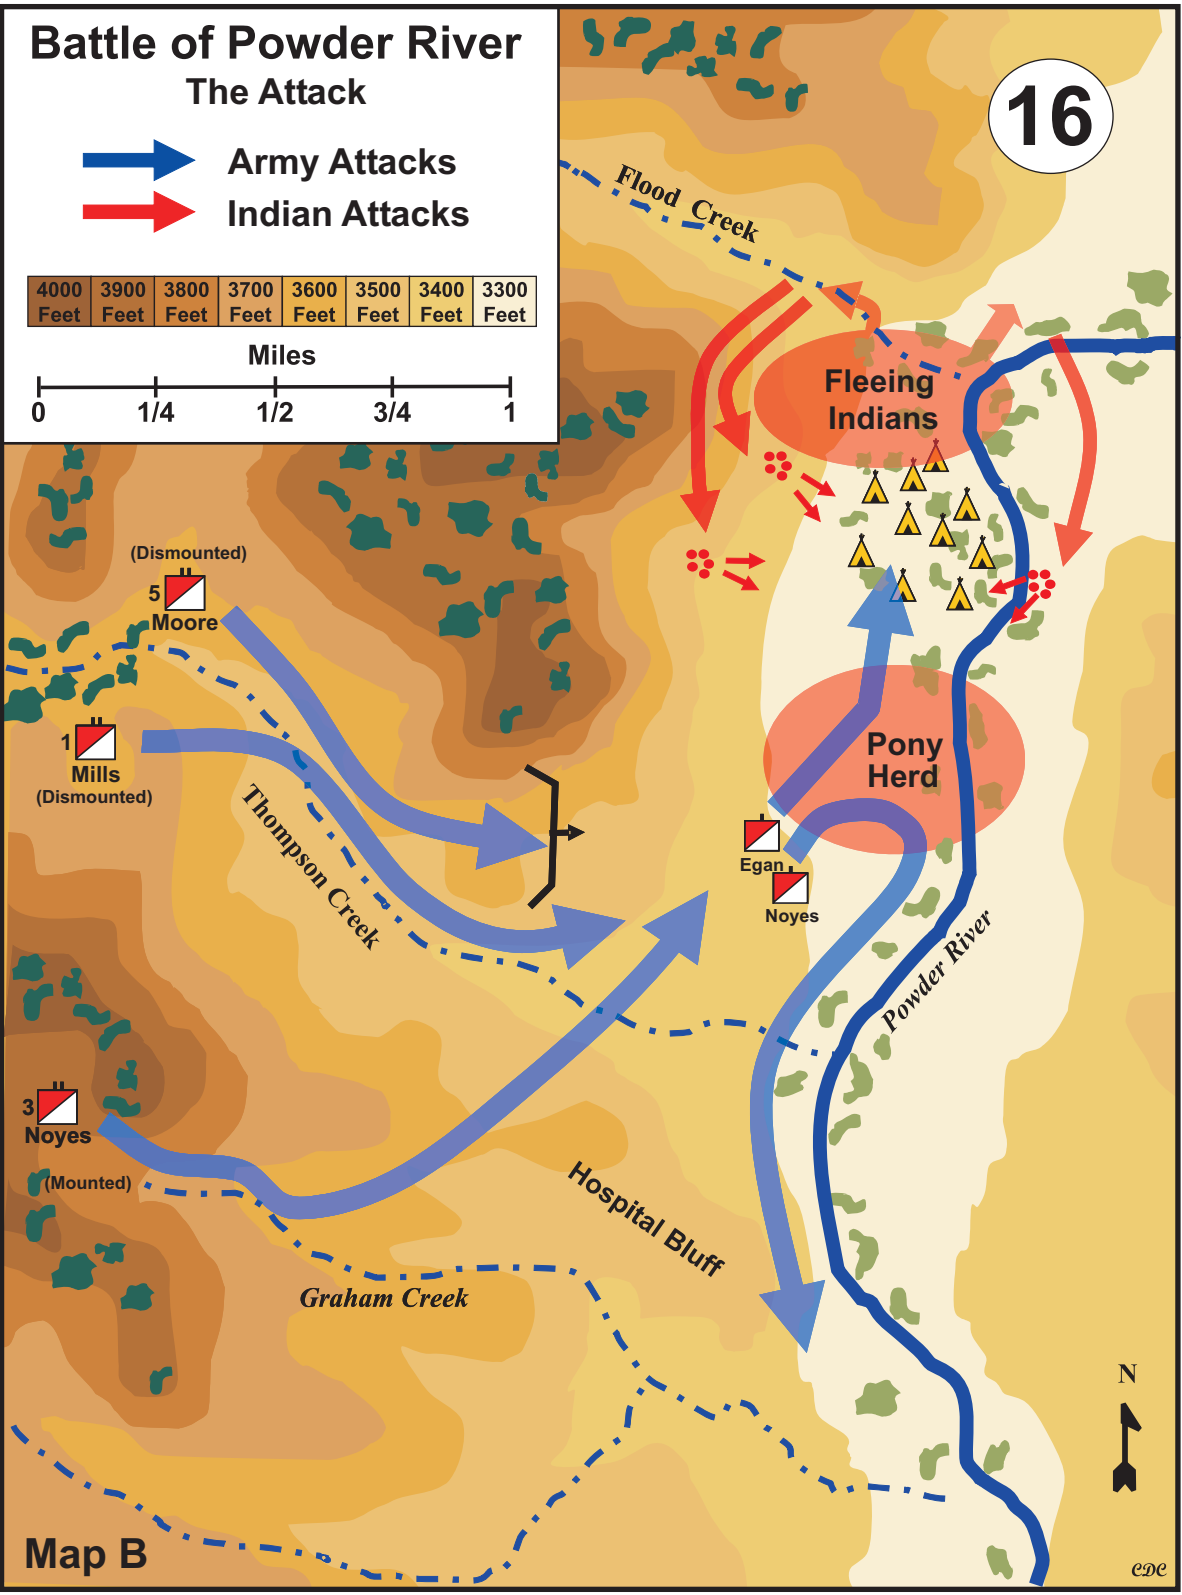 Battle of Powder River
The Attack
Army Attacks
Indian Attacks
4000 3900 3800 3700 3600 3500 3400 3300
Feet Feet Feet Feet Feet Feet Feet Feet
Miles
0 1/4 1/2 3/4 1
16
Flood Creek
Fleeing
Indians
(Dismounted)
5
Moore
1
Mills
(Dismounted)
Pony
Herd
Thompson Creek
Egan
Noyes
Powder River
3
Noyes
(Mounted)
Hospital Bluff
Graham Creek
N
Map B
CDC